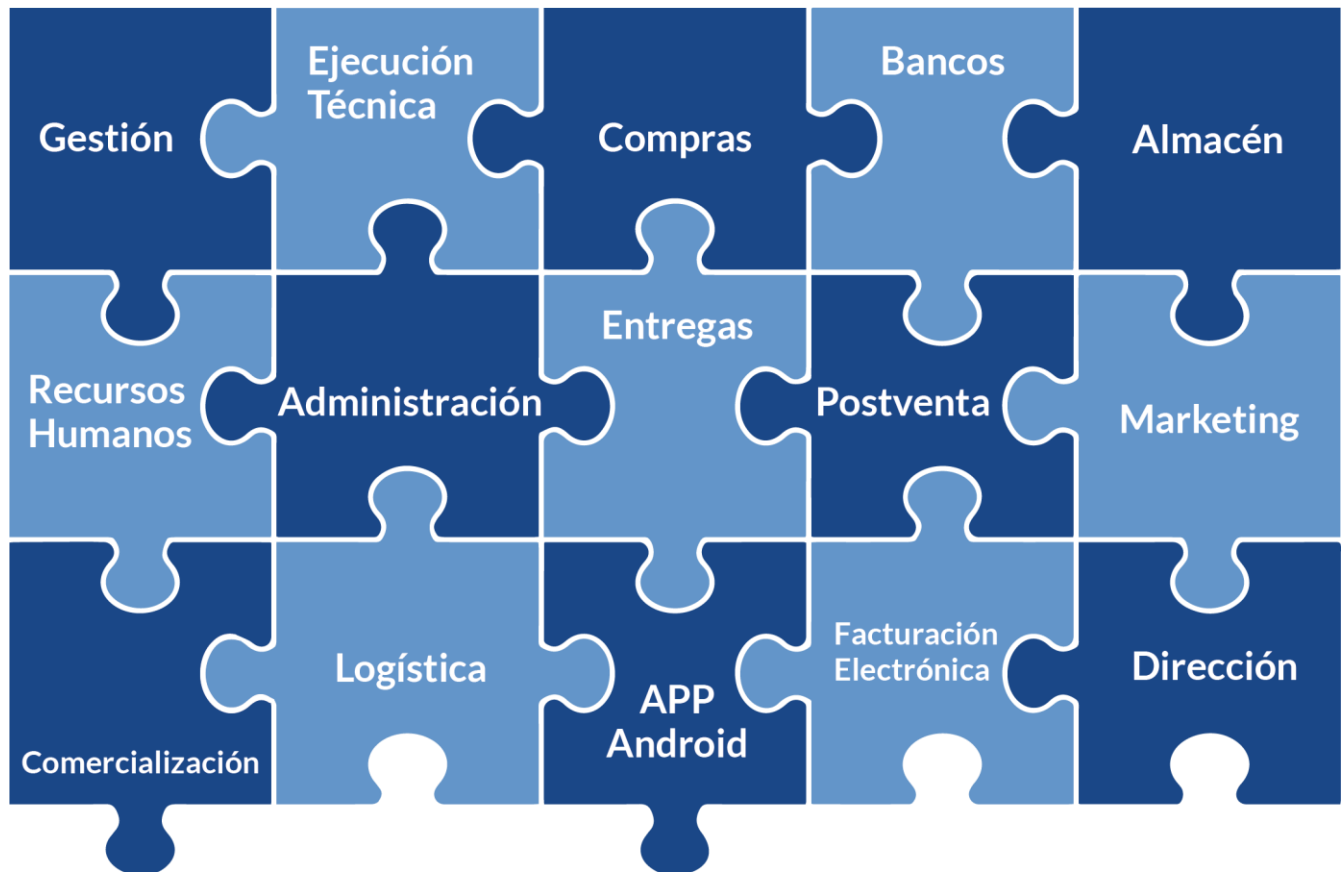 Gestión
Ejecución
Técnica
Compras
Bancos
Almacén
Recursos
Humanos
Administración
Entregas
Postventa
Marketing
Comercialización
Logística
APP
Android
Facturación
Electrónica
Dirección